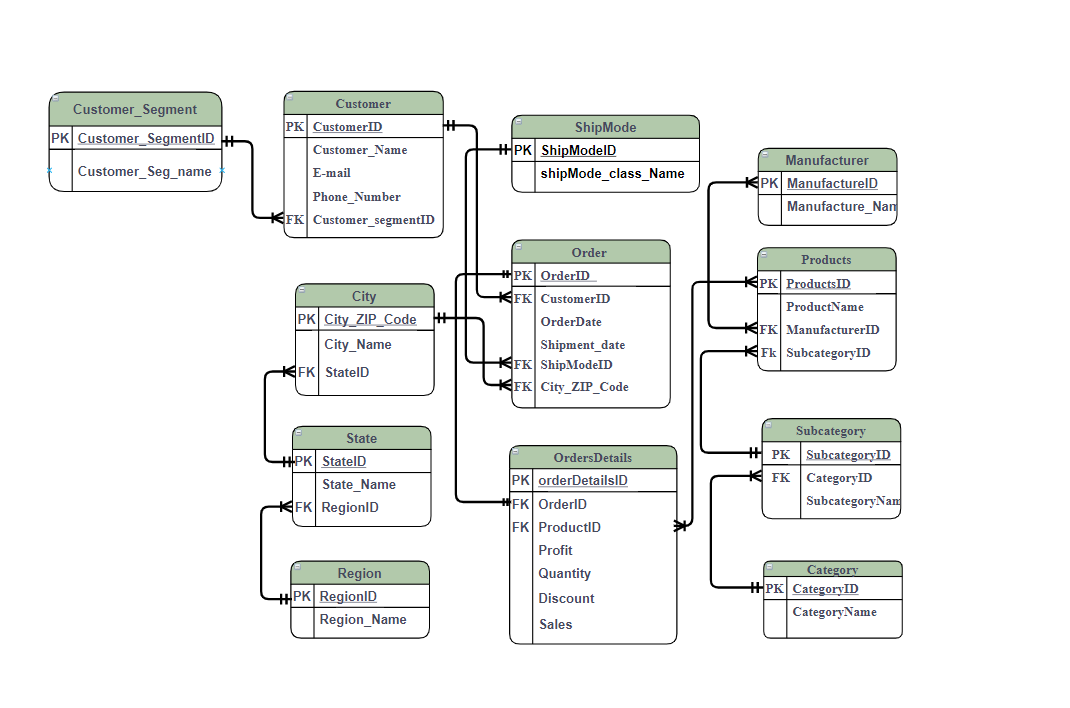 Customer_Segment
PK Customer_SegmentID
Customer_Seg_name
Customer
PK CustomerID
Customer_Name
E-mail
Phone_Number
FK Customer_segmentID
ShipMode
PK ShipModeID
shipMode_class_Name
Manufacturer
PK ManufactureID
Manufacture_Nam
Order
PK OrderID
FK CustomerID
OrderDate
Shipment_date
FK ShipModeID
FK City_ZIP_Code
Products
PK ProductsID
ProductName
FK ManufacturerID
Fk SubcategoryID
City
PK City_ZIP_Code
City_Name
FK StateID
State
PK StateID
State_Name
FK RegionID
OrdersDetails
PK orderDetailsID
FK OrderID
FK ProductID
Profit
Quantity
Discount
Sales
Subcategory
PK SubcategoryID
FK CategoryID
SubcategoryNam
Region
PK RegionID
Region_Name
Category
PK CategoryID
CategoryName